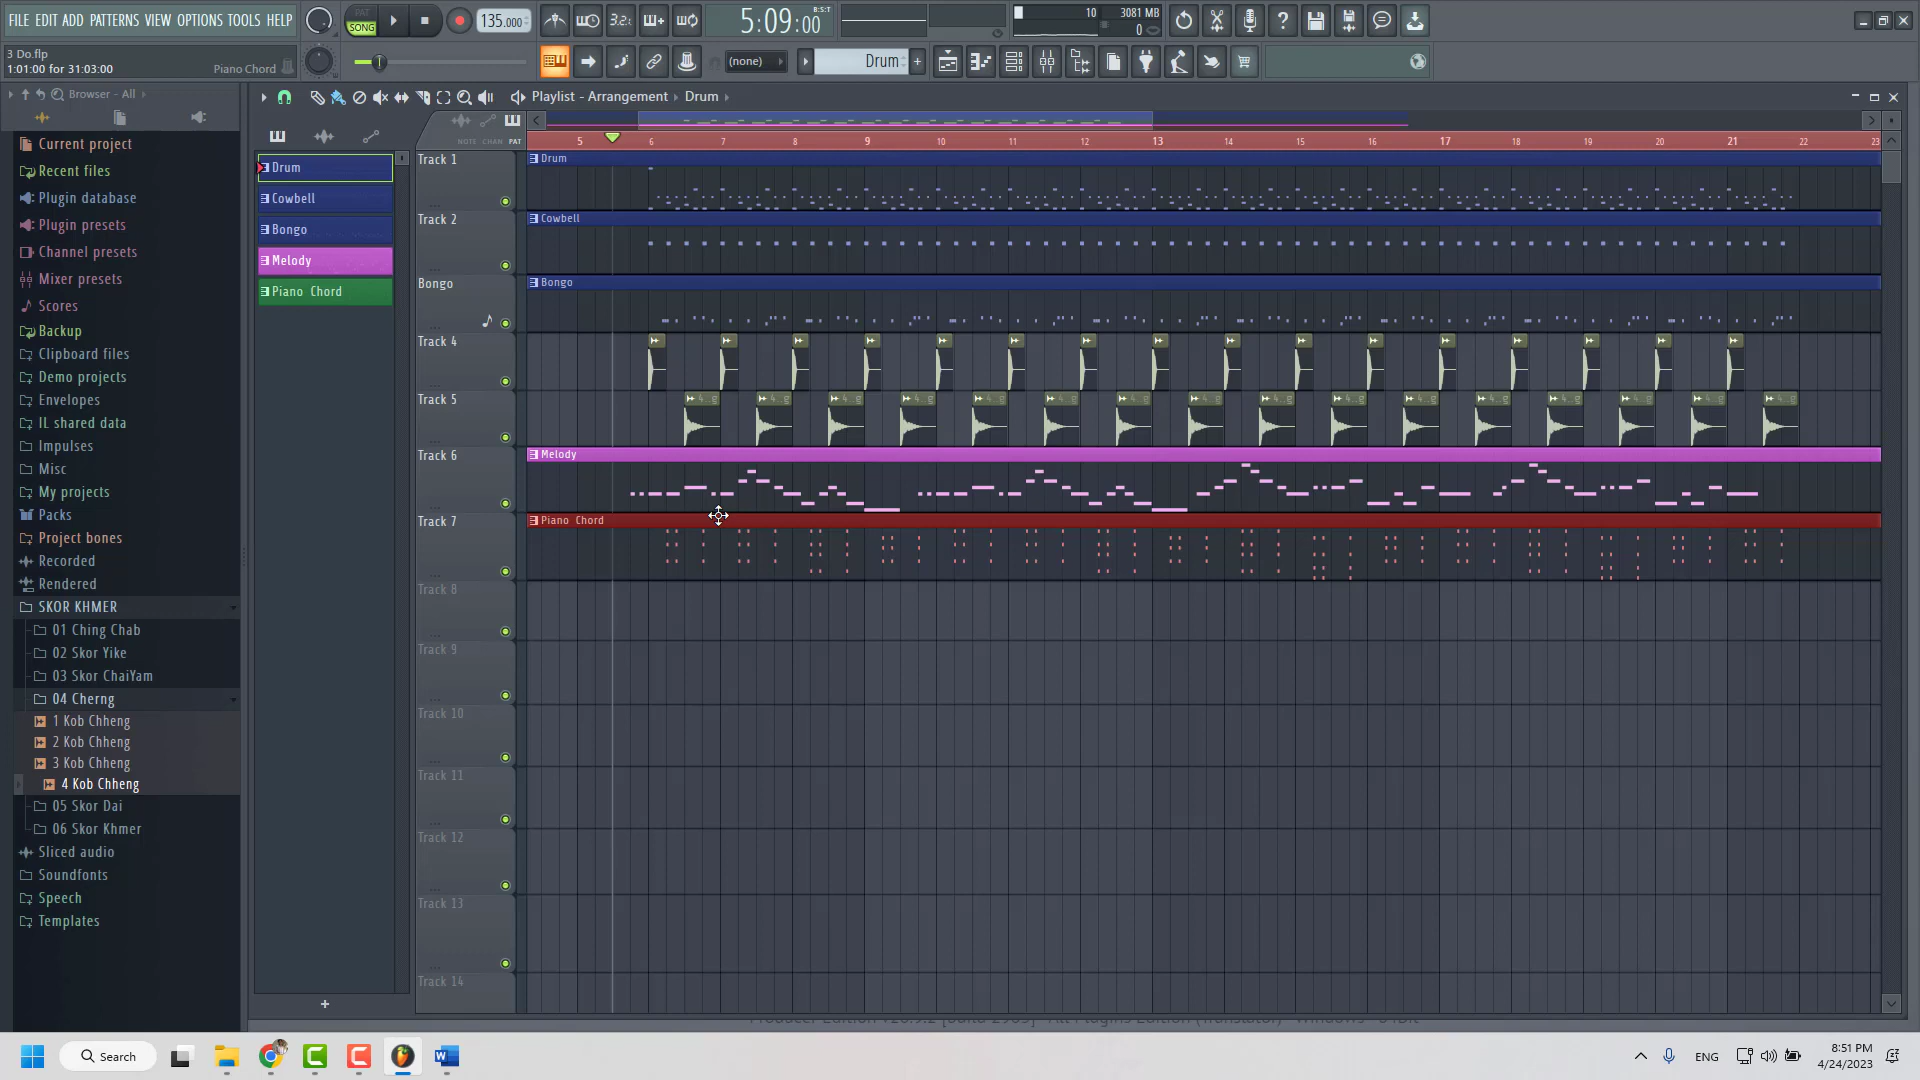 FILE EDIT ADD PATTERNS VIEW OPTIONS TOOLS HELP
PAT
SONG
135.000
3.2.
5:09:00
B:S:T
10
3081 MB
0
3 Do.flp
1:01:00 for 31:03:00
Piano Chord
(none)
Drum
Browser - All
Playlist - Arrangement
Drum
Current project
Recent files
Plugin database
Plugin presets
Channel presets
Mixer presets
Scores
Backup
Clipboard files
Demo projects
Envelopes
IL shared data
Impulses
Misc
My projects
Packs
Project bones
Recorded
Rendered
SKOR KHMER
01 Ching Chab
02 Skor Yike
03 Skor ChaiYam
04 Cherng
1 Kob Chheng
2 Kob Chheng
3 Kob Chheng
4 Kob Chheng
05 Skor Dai
06 Skor Khmer
Sliced audio
Soundfonts
Speech
Templates
Drum
Cowbell
Bongo
Melody
Piano Chord
NOTE CHAN PAT
5 6 7 8 9 10 11 12 13 14 15 16 17 18 19 20 21 22 23
Track 1
Drum
Track 2
Cowbell
Bongo
Bongo
Track 4
Track 5
Track 6
Melody
Track 7
Piano Chord
Track 8
Track 9
Track 10
Track 11
Track 12
Track 13
Track 14
Search
ENG
8:51 PM
4/24/2023